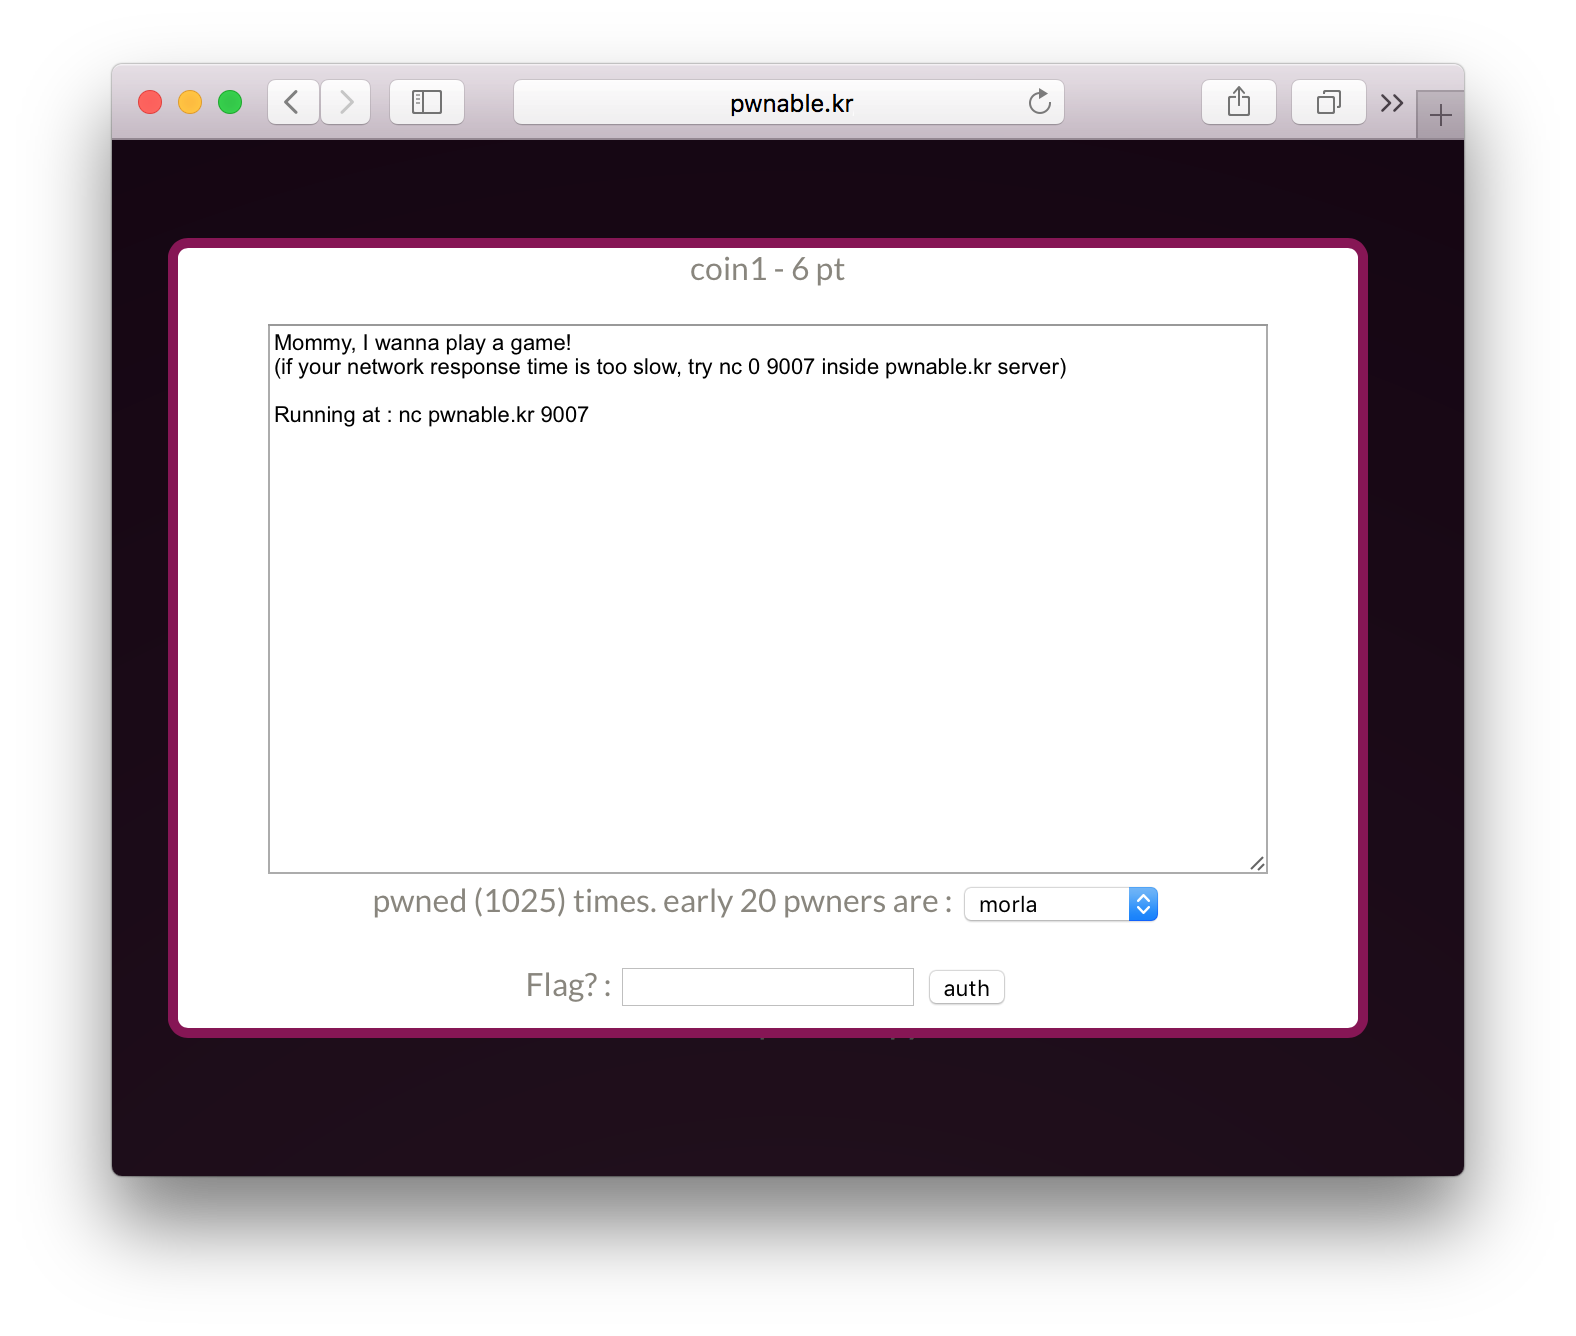 pwnable.kr
coin1 - 6 pt
Mommy, I wanna play a game!
(if your network response time is too slow, try nc 0 9007 inside pwnable.kr server)
Running at : nc pwnable.kr 9007
pwned (1025) times. early 20 pwners are : morla
Flag? : auth